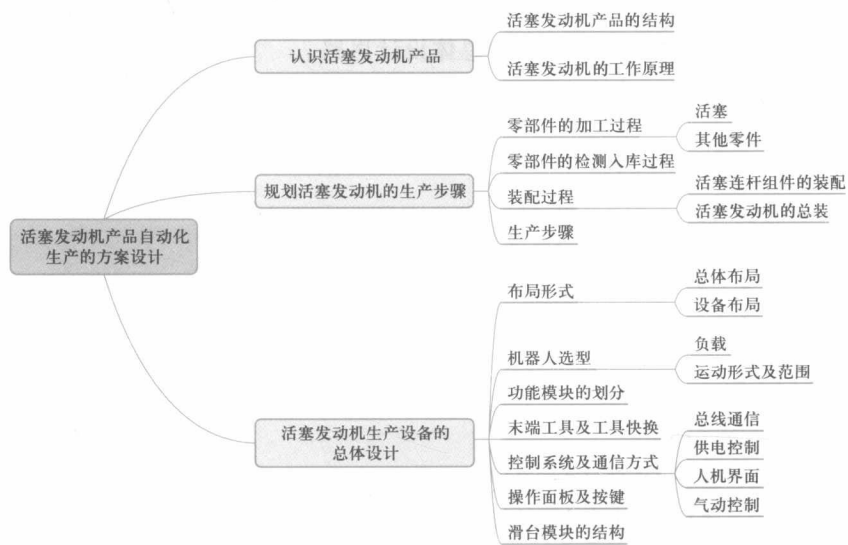 活塞发动机产品自动化
生产的方案设计
认识活塞发动机产品
活塞发动机产品的结构
活塞发动机的工作原理
规划活塞发动机的生产步骤
零部件的加工过程
活塞
其他零件
零部件的检测入库过程
装配过程
活塞连杆组件的装配
活塞发动机的总装
生产步骤
活塞发动机生产设备的
总体设计
布局形式
总体布局
设备布局
机器人选型
负载
运动形式及范围
功能模块的划分
末端工具及工具快换
控制系统及通信方式
总线通信
供电控制
人机界面
气动控制
操作面板及按键
滑台模块的结构